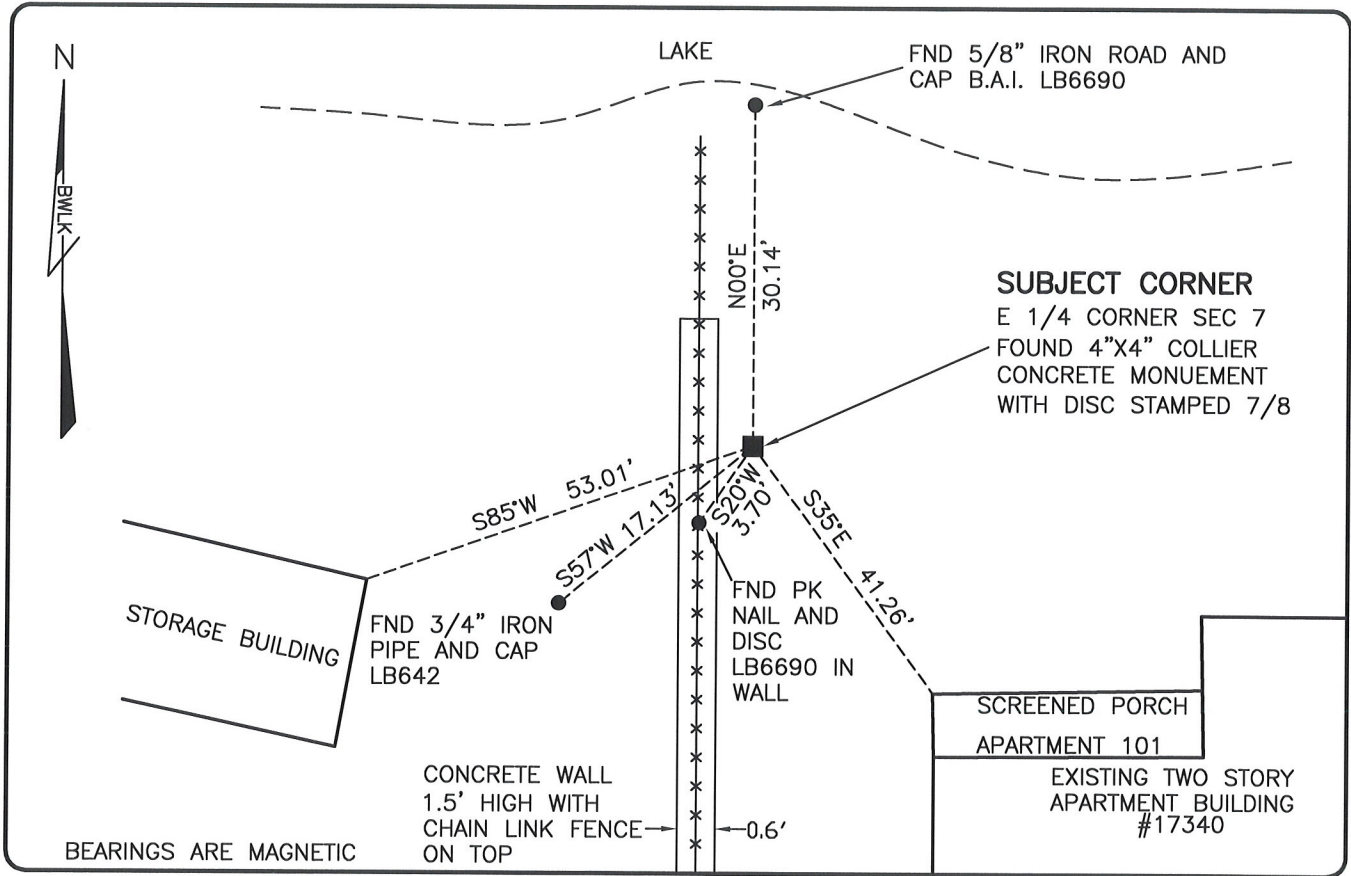 N
BWLK
LAKE
FND 5/8" IRON ROAD AND
CAP B.A.I. LB6690
N00°E
30.14'
SUBJECT CORNER
E 1/4 CORNER SEC 7
FOUND 4"X4" COLLIER
CONCRETE MONUEMENT
WITH DISC STAMPED 7/8
S85°W 53.01'
S57°W 17.13'
S20°W
3.70'
S35°E 41.26'
STORAGE BUILDING
FND 3/4" IRON
PIPE AND CAP
LB642
FND PK
NAIL AND
DISC
LB6690 IN
WALL
SCREENED PORCH
APARTMENT 101
EXISTING TWO STORY
APARTMENT BUILDING
#17340
CONCRETE WALL
1.5' HIGH WITH
CHAIN LINK FENCE
ON TOP
0.6'
BEARINGS ARE MAGNETIC